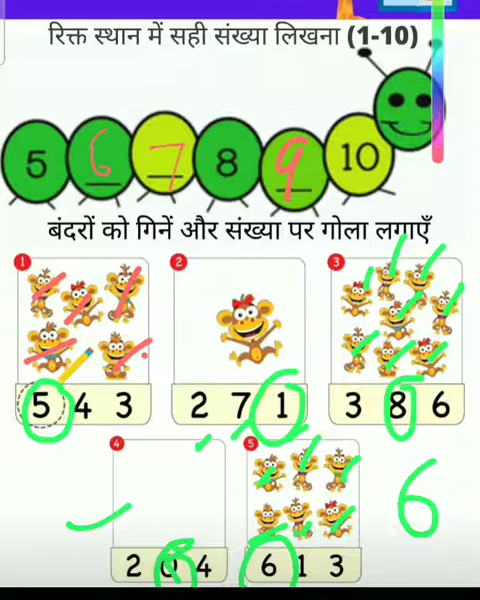 रिक्त स्थान में सही संख्या लिखना (1-10)
5 6 7 8 9 10
बंदरों को गिनें और संख्या पर गोला लगाएँ
1 2 3
5 4 3 2 7 1 3 8 6
4 5
6
2 0 4 6 1 3